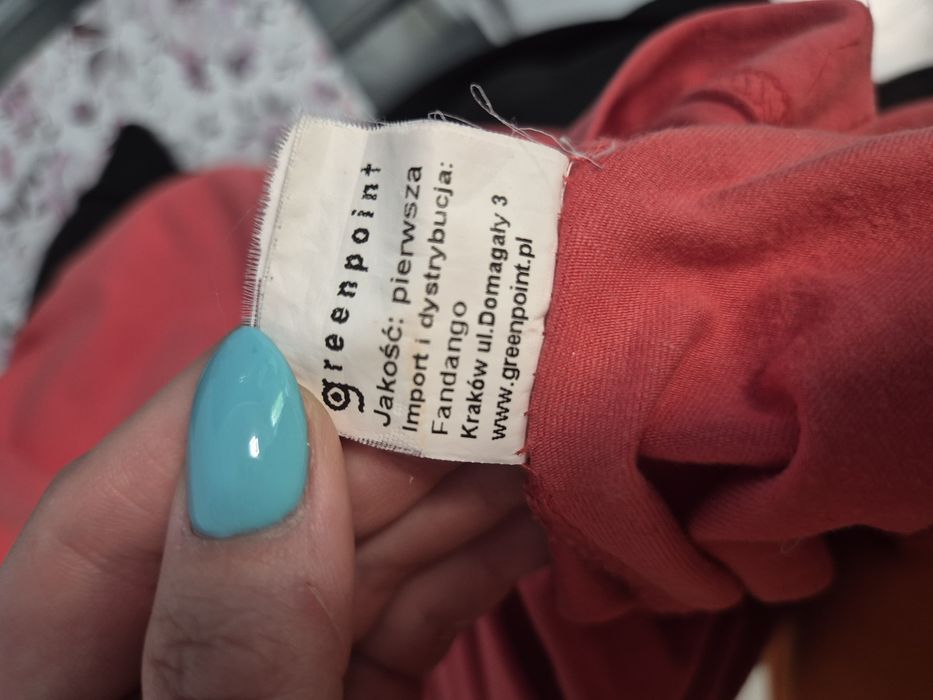 greenpoint
Jakość: pierwsza
Import i dystrybucja:
Fandango
Kraków ul.Domagały 3
www.greenpoint.pl